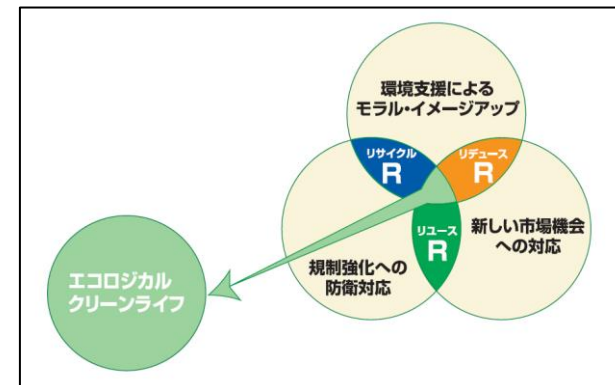 環境支援による
モラル・イメージアップ
リサイクル
R
リデュース
R
リユース
R
新しい市場機会
への対応
規制強化への
防衛対応
エコロジカル
クリーンライフ